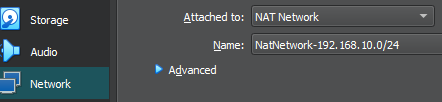 Storage
Attached to: NAT Network
Audio
Name: NatNetwork-192.168.10.0/24
Advanced
Network